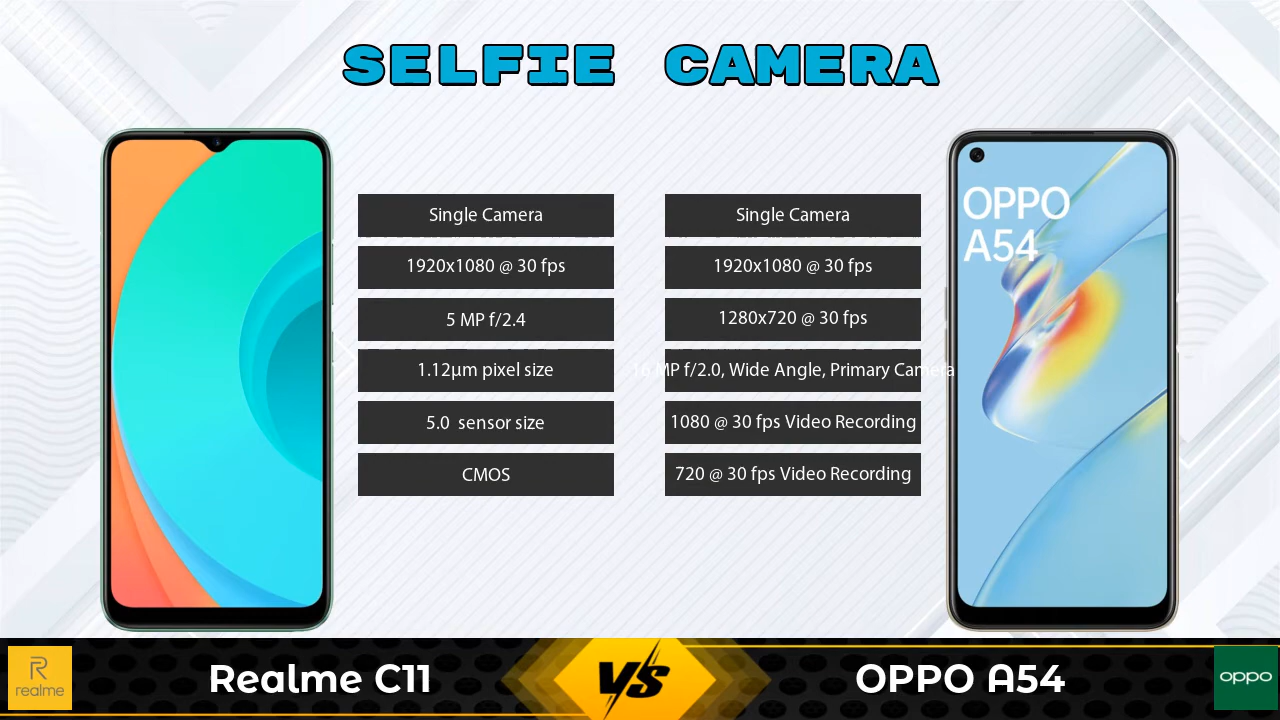 SELFIE CAMERA
OPPO
A54
Single Camera
1920x1080 @ 30 fps
5 MP f/2.4
1.12µm pixel size
5.0 sensor size
CMOS
Single Camera
1920x1080 @ 30 fps
1280x720 @ 30 fps
16 MP f/2.0, Wide Angle, Primary Camera
1080 @ 30 fps Video Recording
720 @ 30 fps Video Recording
realme
Realme C11
VS
OPPO A54
oppo